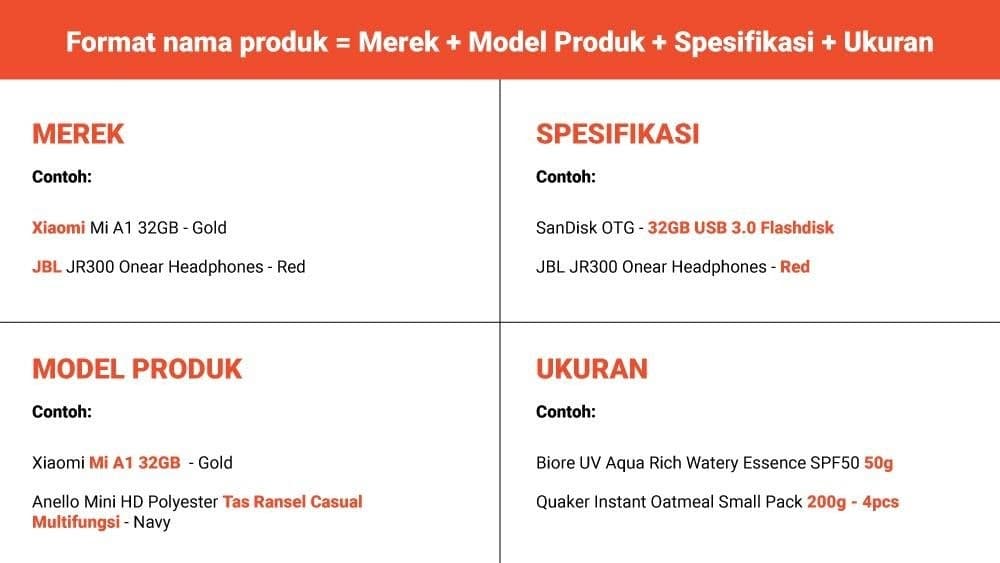 Format nama produk = Merek + Model Produk + Spesifikasi + Ukuran
MEREK
Contoh:
Xiaomi Mi A1 32GB - Gold
JBL JR300 Onear Headphones - Red
SPESIFIKASI
Contoh:
SanDisk OTG - 32GB USB 3.0 Flashdisk
JBL JR300 Onear Headphones - Red
MODEL PRODUK
Contoh:
Xiaomi Mi A1 32GB - Gold
Anello Mini HD Polyester Tas Ransel Casual
Multifungsi - Navy
UKURAN
Contoh:
Biore UV Aqua Rich Watery Essence SPF50 50g
Quaker Instant Oatmeal Small Pack 200g - 4pcs